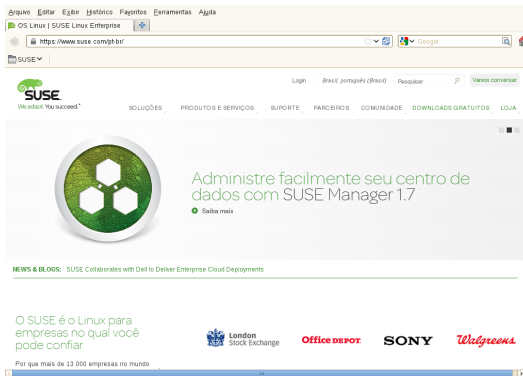 Arquivo Editar Exibir Histórico Favoritos Ferramentas Ajuda
OS Linux | SUSE Linux Enterprise
https://www.suse.com/pt-br/
Google
SUSE
Login Brasil, português (Brasil) Pesquisar Vamos conversar
SUSE
We adapt. You succeed.
SOLUÇÕES PRODUTOS E SERVIÇOS SUPORTE PARCEIROS COMUNIDADE DOWNLOADS GRATUITOS LOJA
Administre facilmente seu centro de
dados com SUSE Manager 1.7
Saiba mais
NEWS & BLOGS: SUSE Collaborates with Dell to Deliver Enterprise Cloud Deployments
O SUSE é o Linux para
empresas no qual você
pode confiar
London
Stock Exchange
Office DEPOT
SONY
Walgreens
Por que mais de 13.000 empresas no mundo